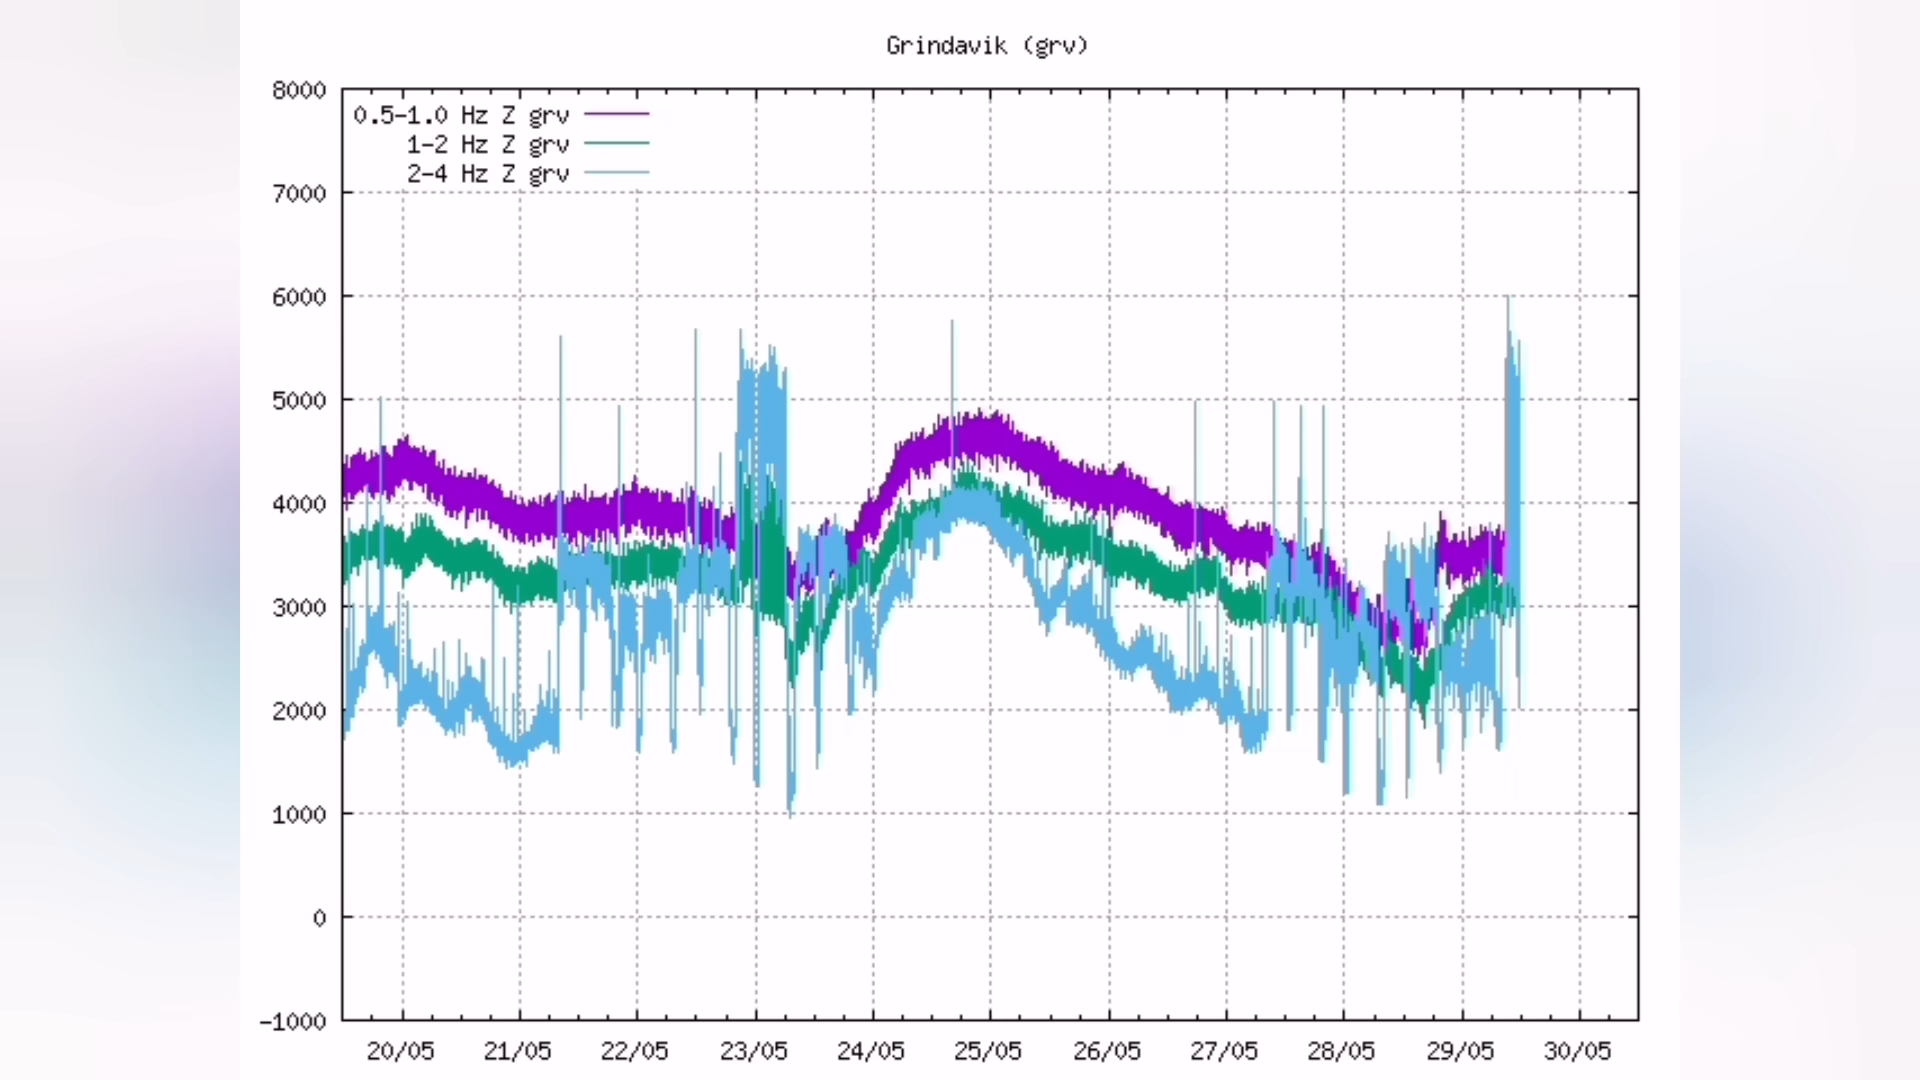 Grindavik (grv)
8000
0.5-1.0 Hz Z grv
1-2 Hz Z grv
2-4 Hz Z grv
7000
6000
5000
4000
3000
2000
1000
0
-1000
20/05 21/05 22/05 23/05 24/05 25/05 26/05 27/05 28/05 29/05 30/05